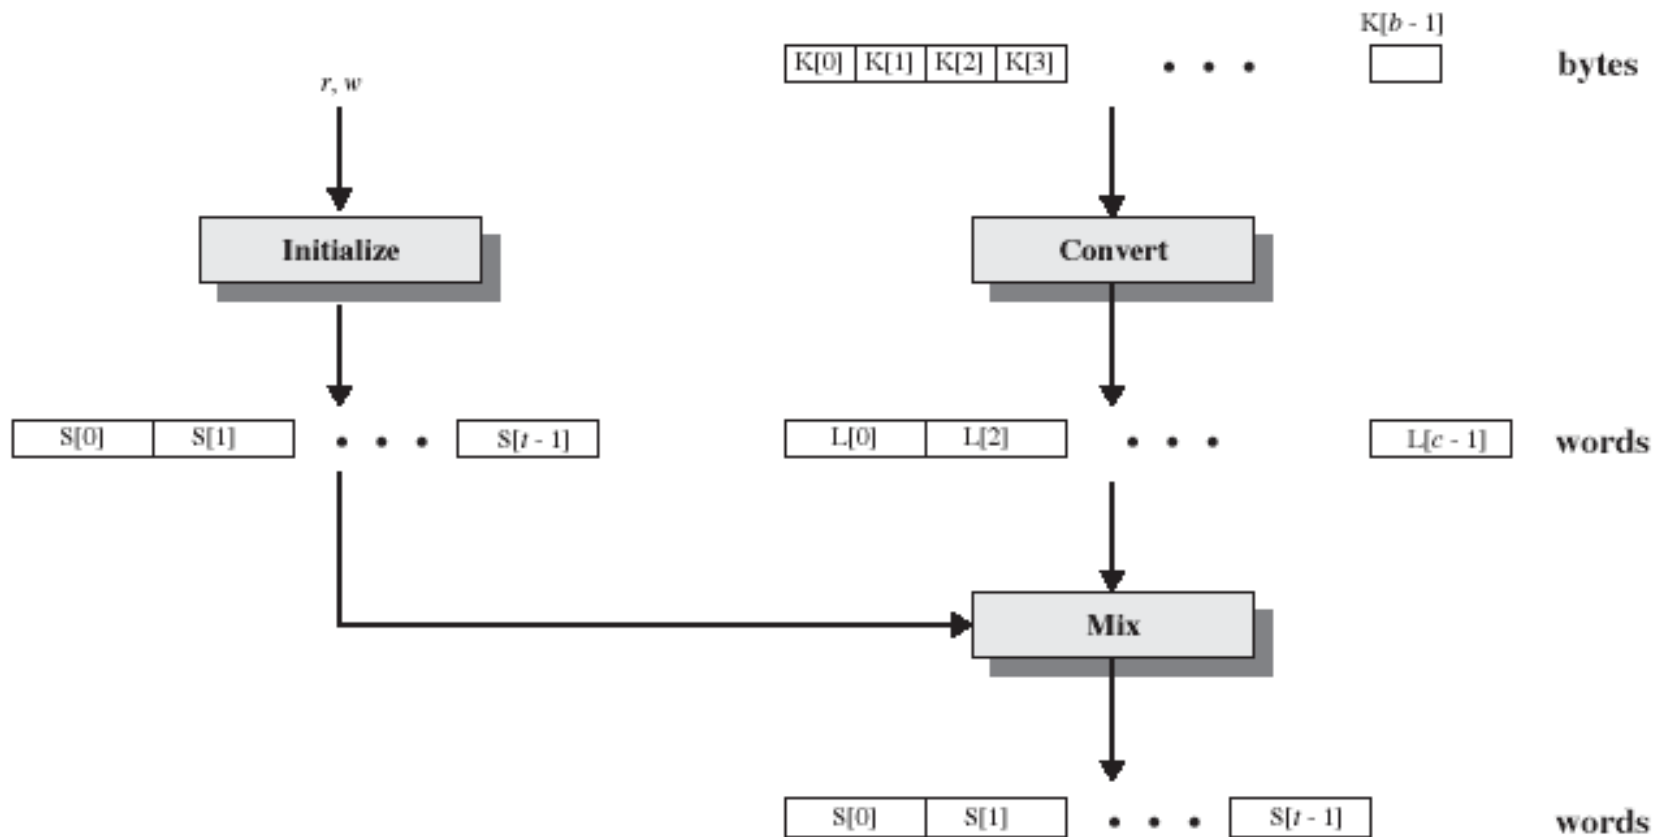 K[b - 1]
K[0] K[1] K[2] K[3] bytes
r, w
Initialize Convert
S[0] S[1] S[t - 1] L[0] L[2] L[c - 1] words
Mix
S[0] S[1] S[t - 1] words